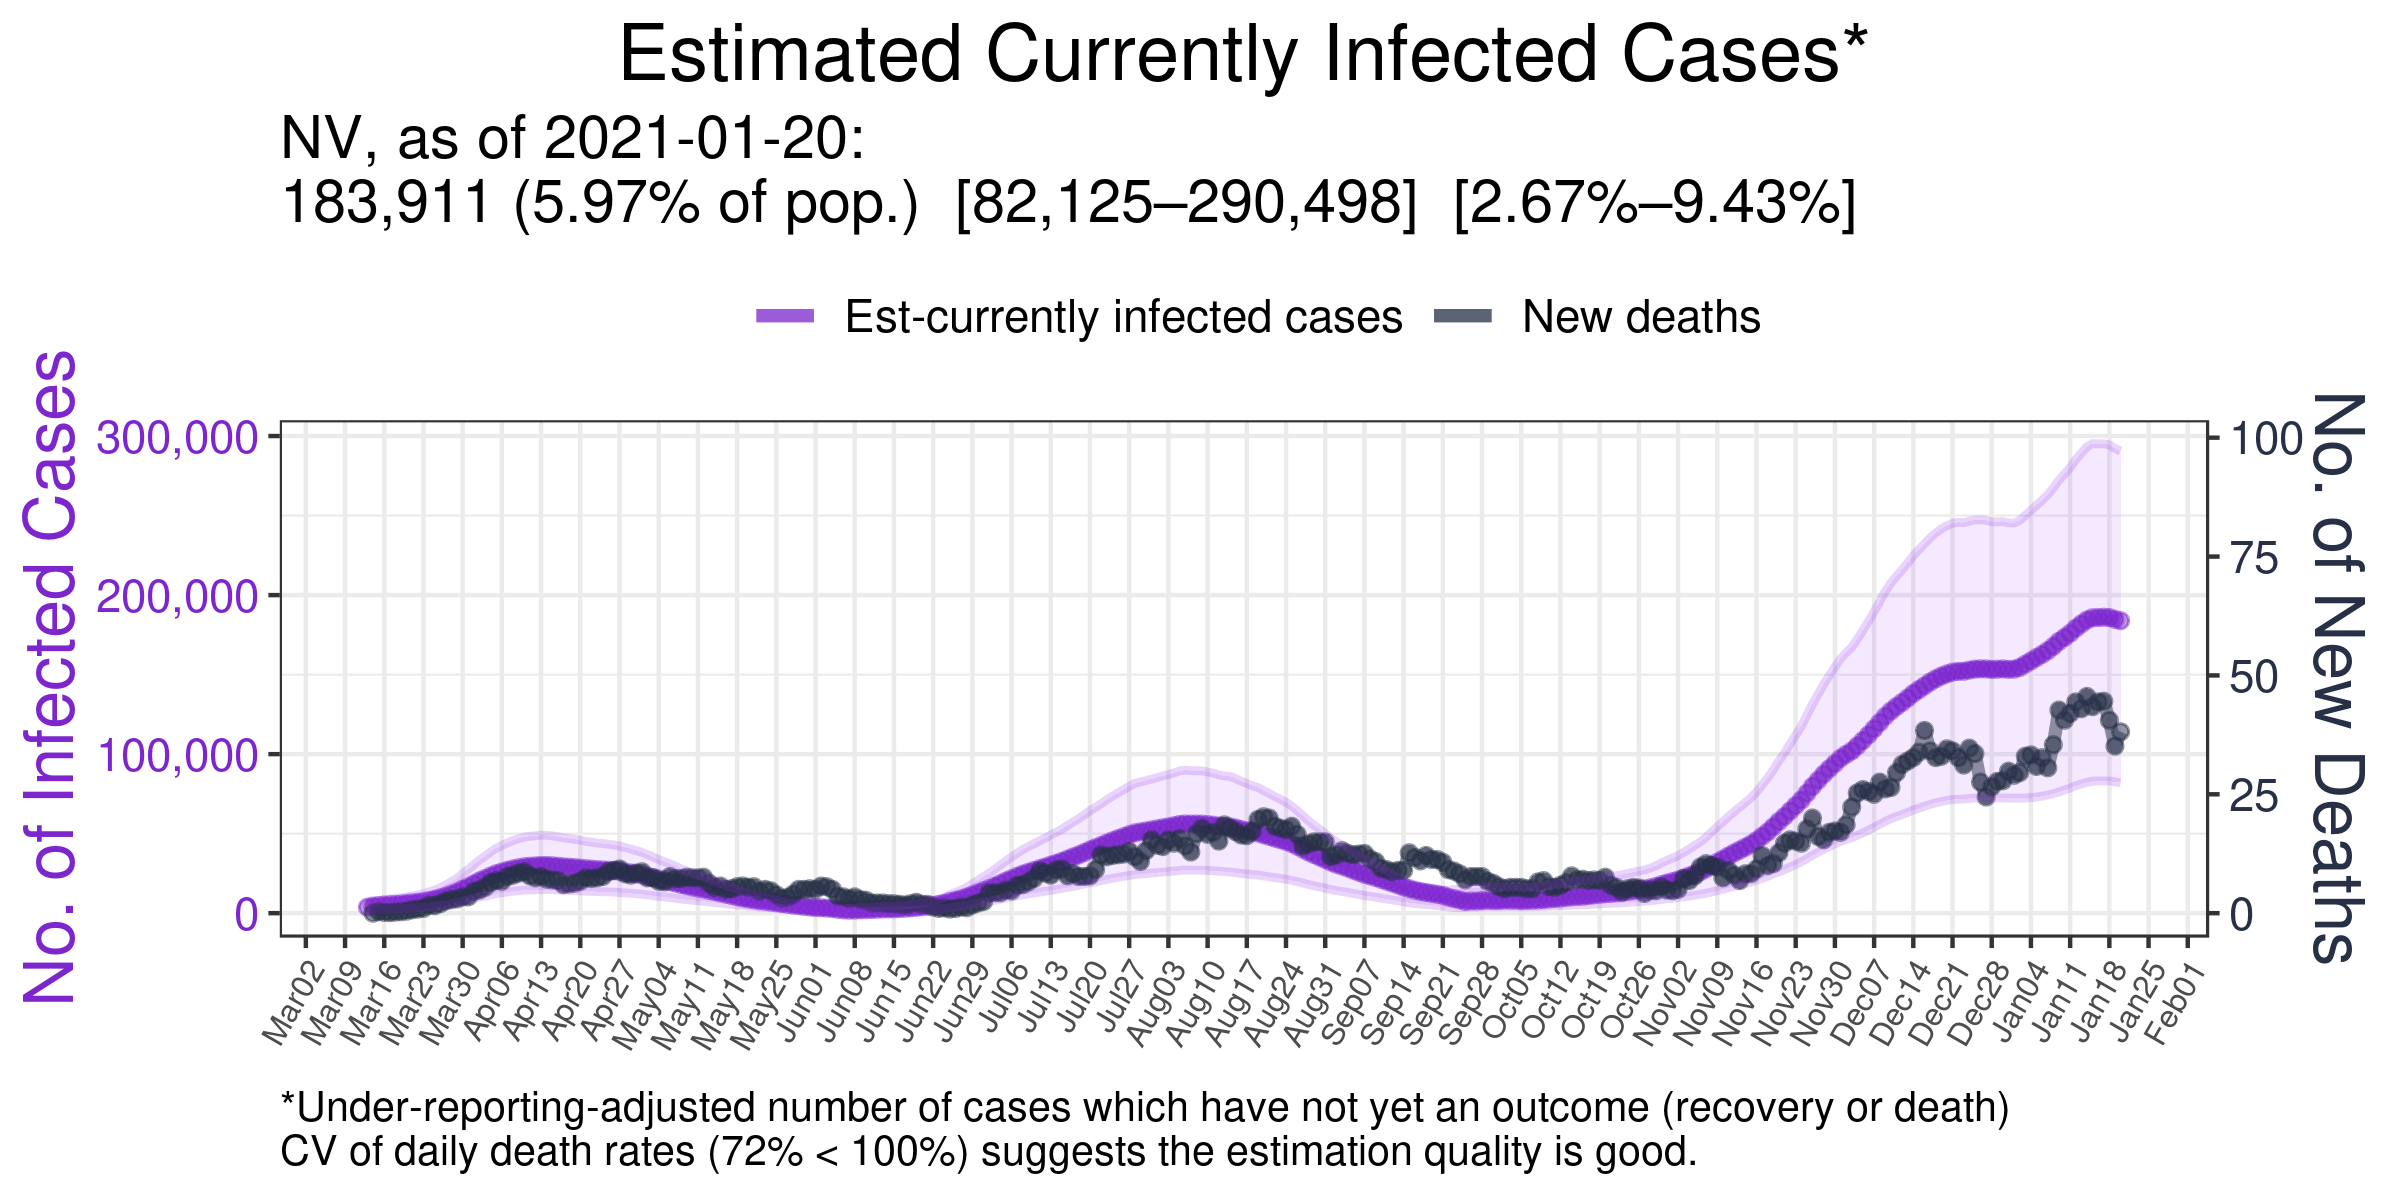 Estimated Currently Infected Cases*
NV, as of 2021-01-20:
183,911 (5.97% of pop.) [82,125–290,498] [2.67%–9.43%]
Est-currently infected cases
New deaths
No. of Infected Cases
300,000
200,000
100,000
0
100
75
50
25
0
No. of New Deaths
Mar02
Mar09
Mar16
Mar23
Mar30
Apr06
Apr13
Apr20
Apr27
May04
May11
May18
May25
Jun01
Jun08
Jun15
Jun22
Jun29
Jul06
Jul13
Jul20
Jul27
Aug03
Aug10
Aug17
Aug24
Aug31
Sep07
Sep14
Sep21
Sep28
Oct05
Oct12
Oct19
Oct26
Nov02
Nov09
Nov16
Nov23
Nov30
Dec07
Dec14
Dec21
Dec28
Jan04
Jan11
Jan18
Jan25
Feb01
*Under-reporting-adjusted number of cases which have not yet an outcome (recovery or death)
CV of daily death rates (72% < 100%) suggests the estimation quality is good.